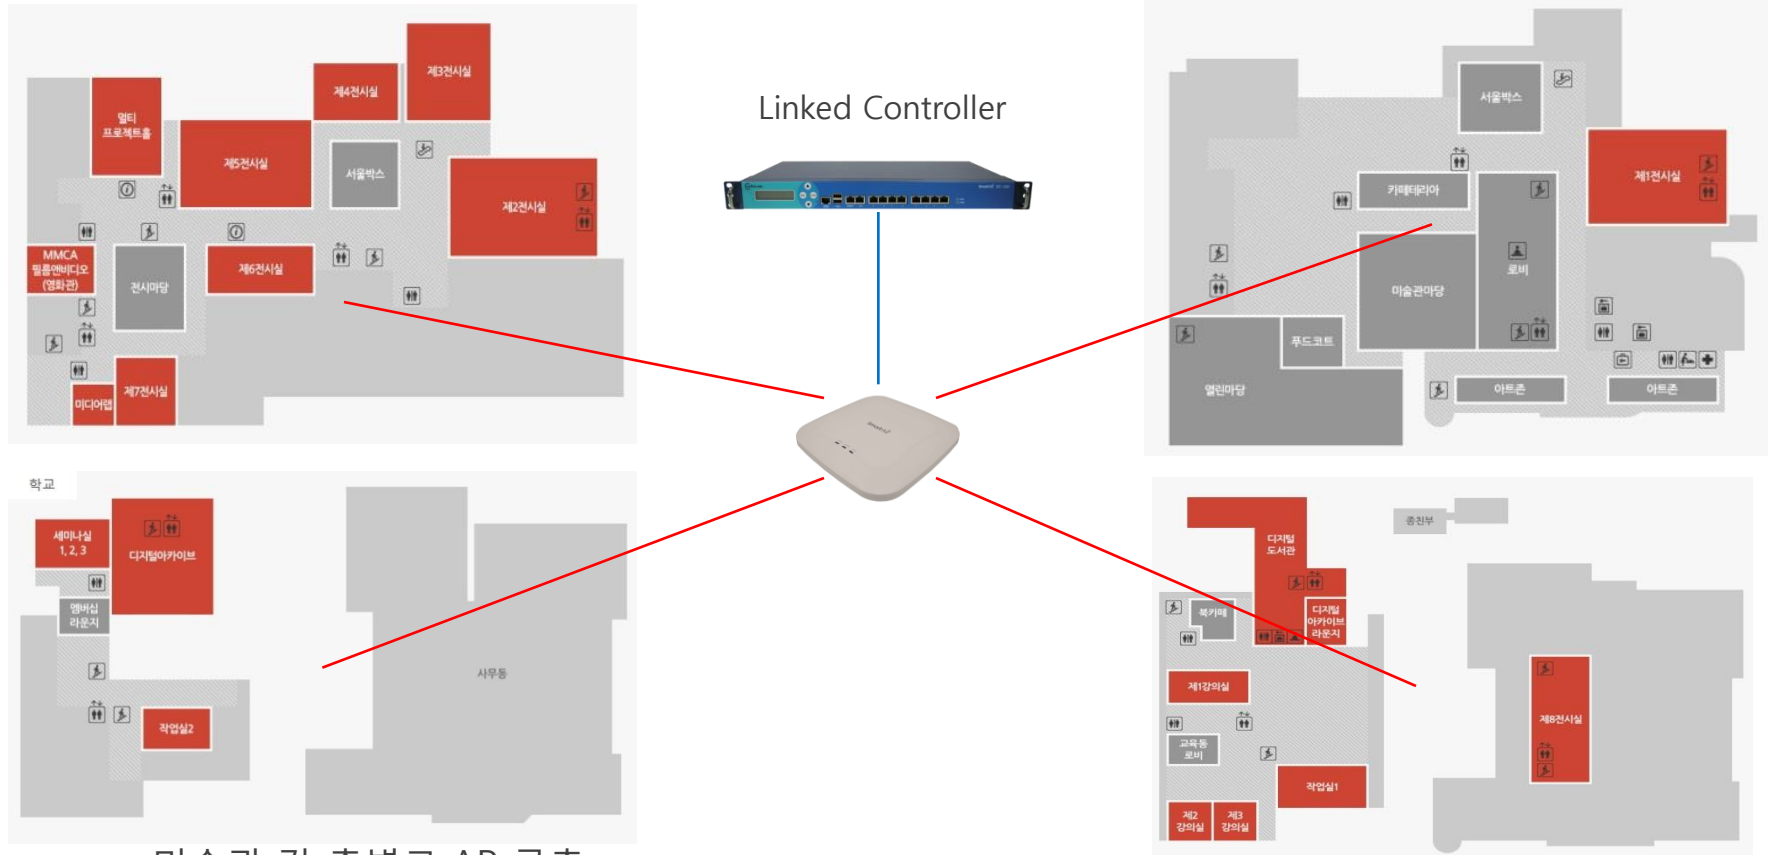 제3전시실
제4전시실
멀티
프로젝트홀
제5전시실
서울박스
제2전시실
MMCA
필름앤비디오
(영화관)
전시마당
제6전시실
미디어랩
제7전시실
Linked Controller
서울박스
제1전시실
카페테리아
로비
미술관마당
푸드코트
열린마당
아트존
아트존
학교
세미나실
1, 2, 3
디지털아카이브
멤버십
라운지
사무동
작업실2
종친부
디지털
도서관
북카페
디지털
아카이브
라운지
제1강의실
제8전시실
교육동
로비
작업실1
제2
강의실
제3
강의실